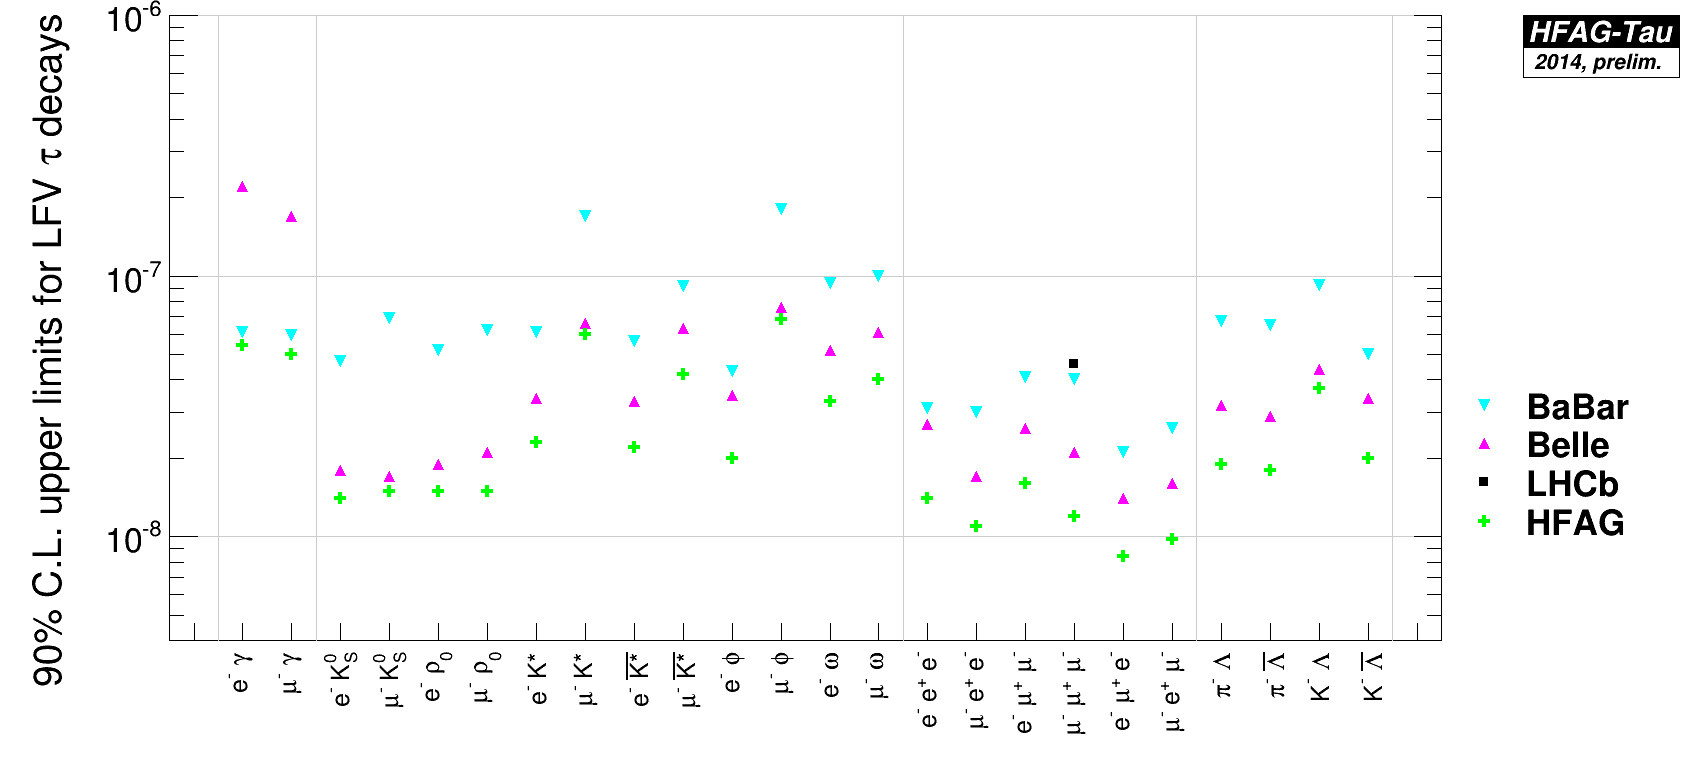 90% C.L. upper limits for LFV τ decays
10⁻⁶
10⁻⁷
10⁻⁸
HFAG-Tau
2014, prelim.
BaBar
Belle
LHCb
HFAG
e⁻ γ
μ⁻ γ
e⁻ K⁰S
μ⁻ K⁰S
e⁻ ρ₀
μ⁻ ρ₀
e⁻ K*
μ⁻ K*
e⁻ K̅*̅
μ⁻ K̅*̅
e⁻ ϕ
μ⁻ ϕ
e⁻ ω
μ⁻ ω
e⁻ e⁺ e⁻
μ⁻ e⁺ e⁻
e⁻ μ⁺ μ⁻
μ⁻ μ⁺ μ⁻
e⁻ μ⁺ e⁻
μ⁻ e⁺ μ⁻
π⁻ Λ
π⁻ Λ̅
K⁻ Λ
K⁻ Λ̅